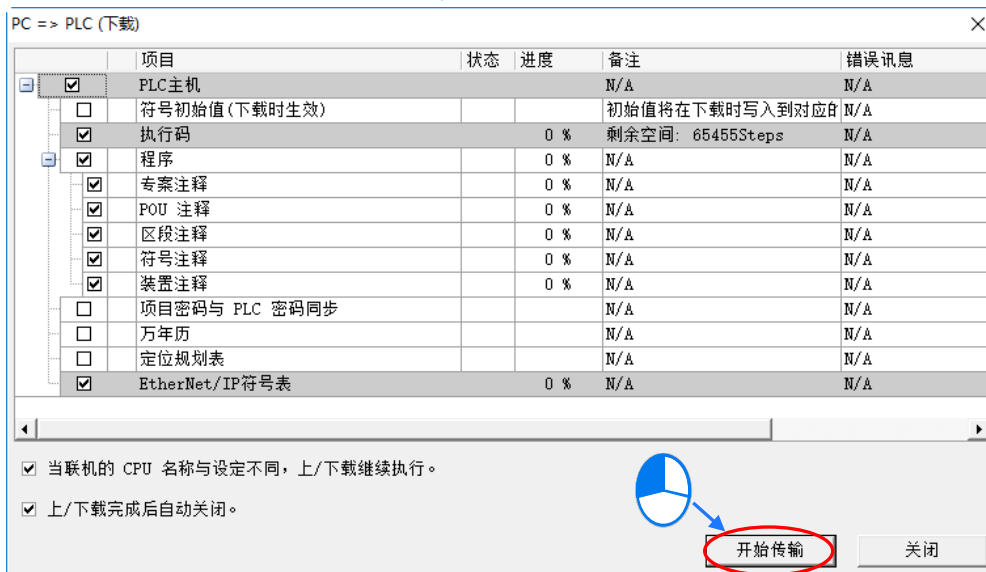 PC => PLC (下载)
项目 状态 进度 备注 错误讯息
PLC主机 N/A N/A
符号初始值(下载时生效) 初始值将在下载时写入到对应的 N/A
执行码 0 % 剩余空间: 65455Steps N/A
程序 0 % N/A N/A
专案注释 0 % N/A N/A
POU 注释 0 % N/A N/A
区段注释 0 % N/A N/A
符号注释 0 % N/A N/A
装置注释 0 % N/A N/A
项目密码与 PLC 密码同步 N/A N/A
万年历 N/A N/A
定位规划表 N/A N/A
EtherNet/IP符号表 0 % N/A N/A
当联机的 CPU 名称与设定不同，上/下载继续执行。
上/下载完成后自动关闭。
开始传输 关闭